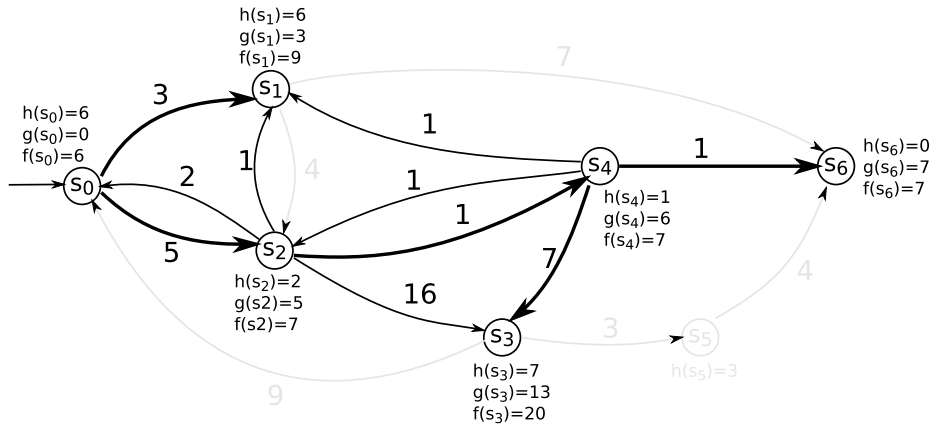 h(s₁)=6
g(s₁)=3
f(s₁)=9
s₁
7
3
h(s₀)=6
g(s₀)=0
f(s₀)=6
s₀
1
4
2
1
1
1
s₄
1
s₆
h(s₆)=0
g(s₆)=7
f(s₆)=7
h(s₄)=1
g(s₄)=6
f(s₄)=7
5
s₂
h(s₂)=2
g(s2)=5
f(s2)=7
16
7
4
s₃
3
s₅
h(s₅)=3
9
h(s₃)=7
g(s₃)=13
f(s₃)=20